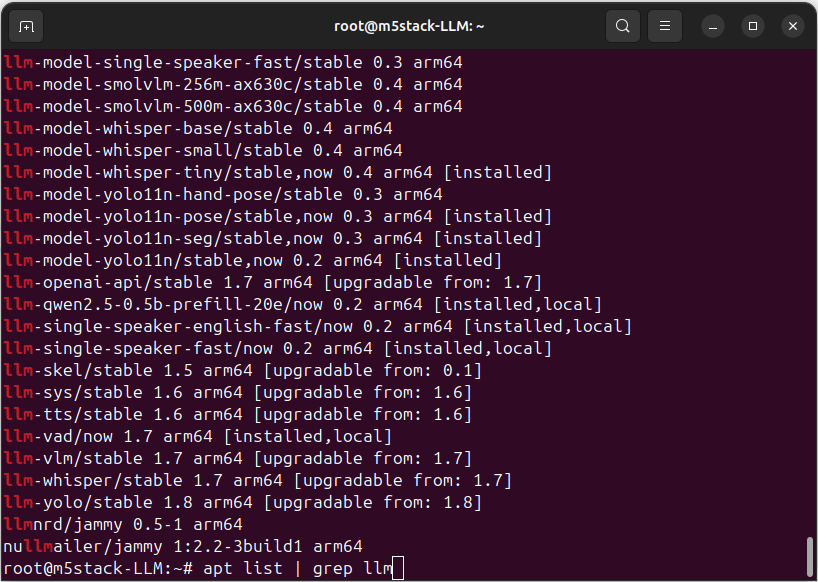 root@m5stack-LLM: ~
llm-model-single-speaker-fast/stable 0.3 arm64
llm-model-smolvlm-256m-ax630c/stable 0.4 arm64
llm-model-smolvlm-500m-ax630c/stable 0.4 arm64
llm-model-whisper-base/stable 0.4 arm64
llm-model-whisper-small/stable 0.4 arm64
llm-model-whisper-tiny/stable,now 0.4 arm64 [installed]
llm-model-yolo11n-hand-pose/stable 0.3 arm64
llm-model-yolo11n-pose/stable,now 0.3 arm64 [installed]
llm-model-yolo11n-seg/stable,now 0.3 arm64 [installed]
llm-model-yolo11n/stable,now 0.2 arm64 [installed]
llm-openai-api/stable 1.7 arm64 [upgradable from: 1.7]
llm-qwen2.5-0.5b-prefill-20e/now 0.2 arm64 [installed,local]
llm-single-speaker-english-fast/now 0.2 arm64 [installed,local]
llm-single-speaker-fast/now 0.2 arm64 [installed,local]
llm-skel/stable 1.5 arm64 [upgradable from: 0.1]
llm-sys/stable 1.6 arm64 [upgradable from: 1.6]
llm-tts/stable 1.6 arm64 [upgradable from: 1.6]
llm-vad/now 1.7 arm64 [installed,local]
llm-vlm/stable 1.7 arm64 [upgradable from: 1.7]
llm-whisper/stable 1.7 arm64 [upgradable from: 1.7]
llm-yolo/stable 1.8 arm64 [upgradable from: 1.8]
llmnrd/jammy 0.5-1 arm64
nullmailer/jammy 1:2.2-3build1 arm64
root@m5stack-LLM:~# apt list | grep llm